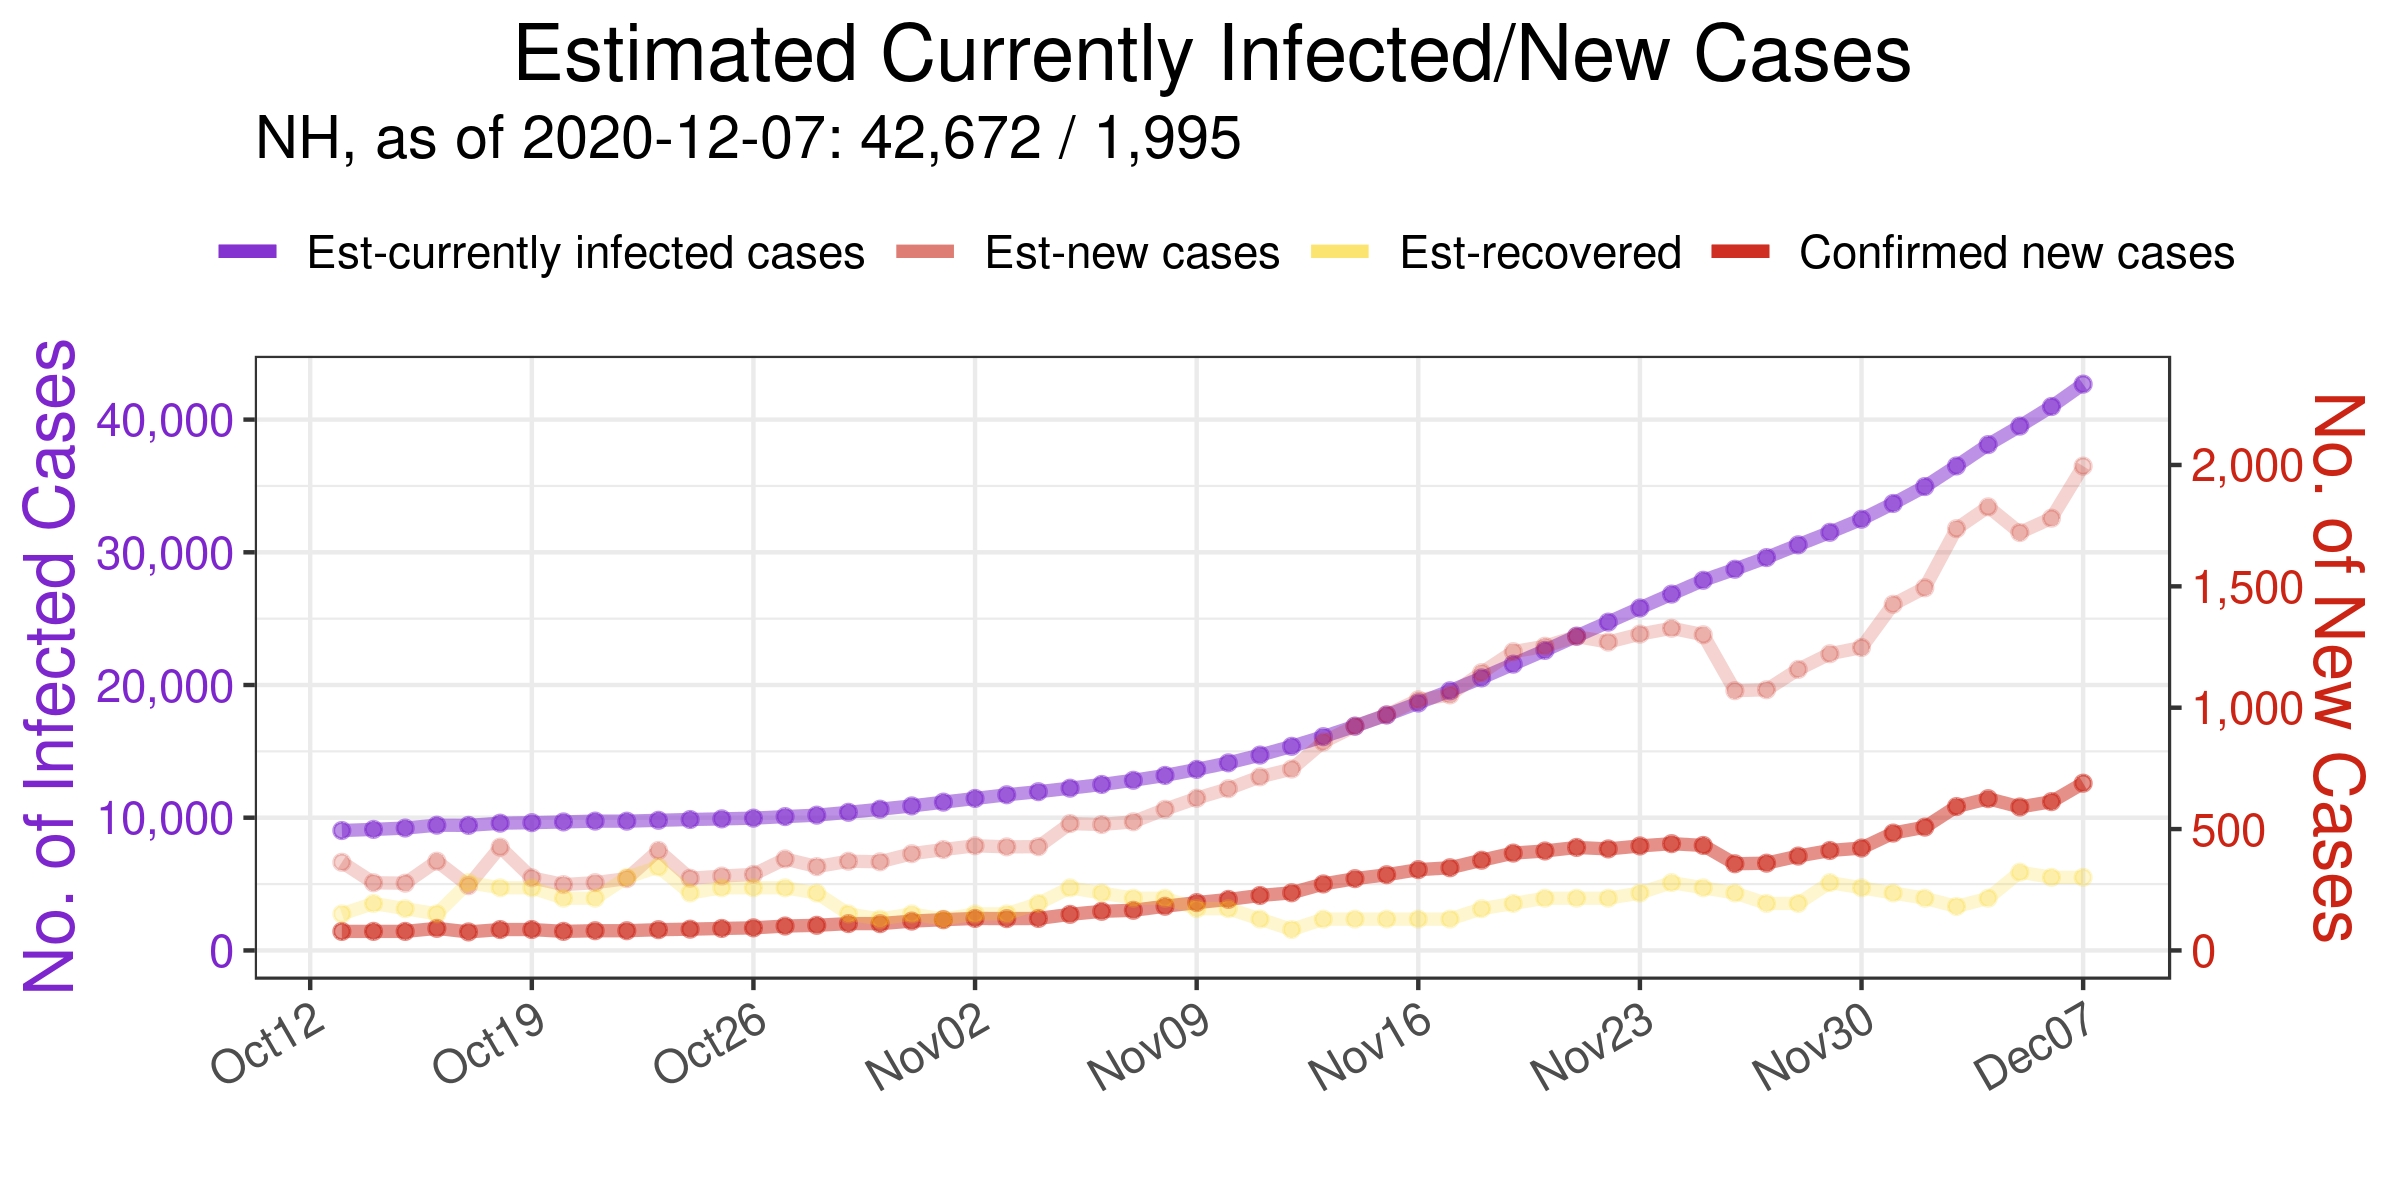 Estimated Currently Infected/New Cases
NH, as of 2020-12-07: 42,672 / 1,995
Est-currently infected cases Est-new cases Est-recovered Confirmed new cases
No. of Infected Cases
40,000
30,000
20,000
10,000
0
2,000
1,500
1,000
500
0
No. of New Cases
Oct12 Oct19 Oct26 Nov02 Nov09 Nov16 Nov23 Nov30 Dec07